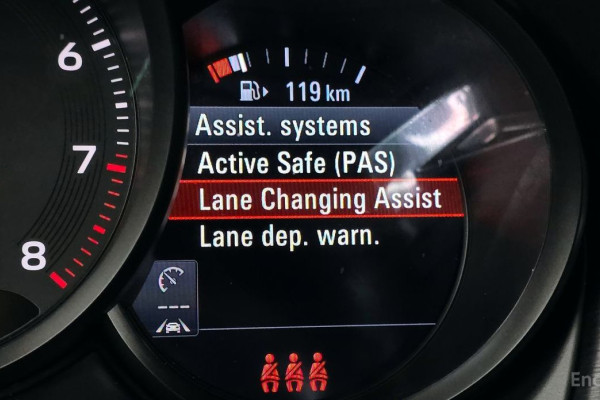 6
7
8
119 km
Assist. systems
Active Safe (PAS)
Lane Changing Assist
Lane dep. warn.